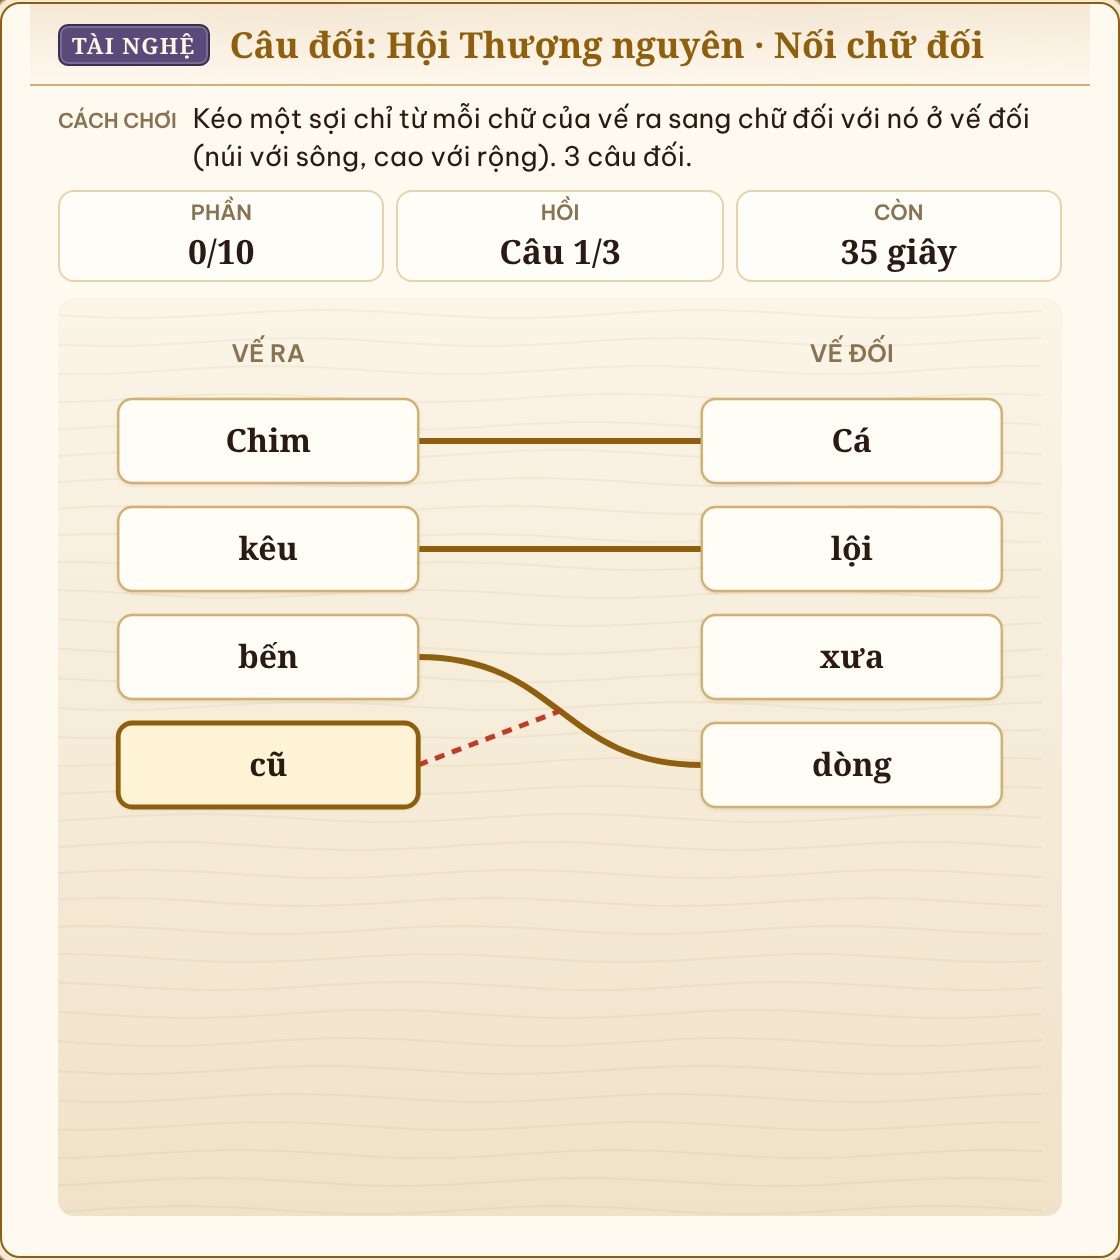 TÀI NGHỆ
Câu đối: Hội Thượng nguyên · Nối chữ đối
CÁCH CHƠI
Kéo một sợi chỉ từ mỗi chữ của vế ra sang chữ đối với nó ở vế đối
(núi với sông, cao với rộng). 3 câu đối.
PHẦN
0/10
HỒI
Câu 1/3
CÒN
35 giây
VẾ RA
VẾ ĐỐI
Chim
Cá
kêu
lội
bến
xưa
cũ
dòng